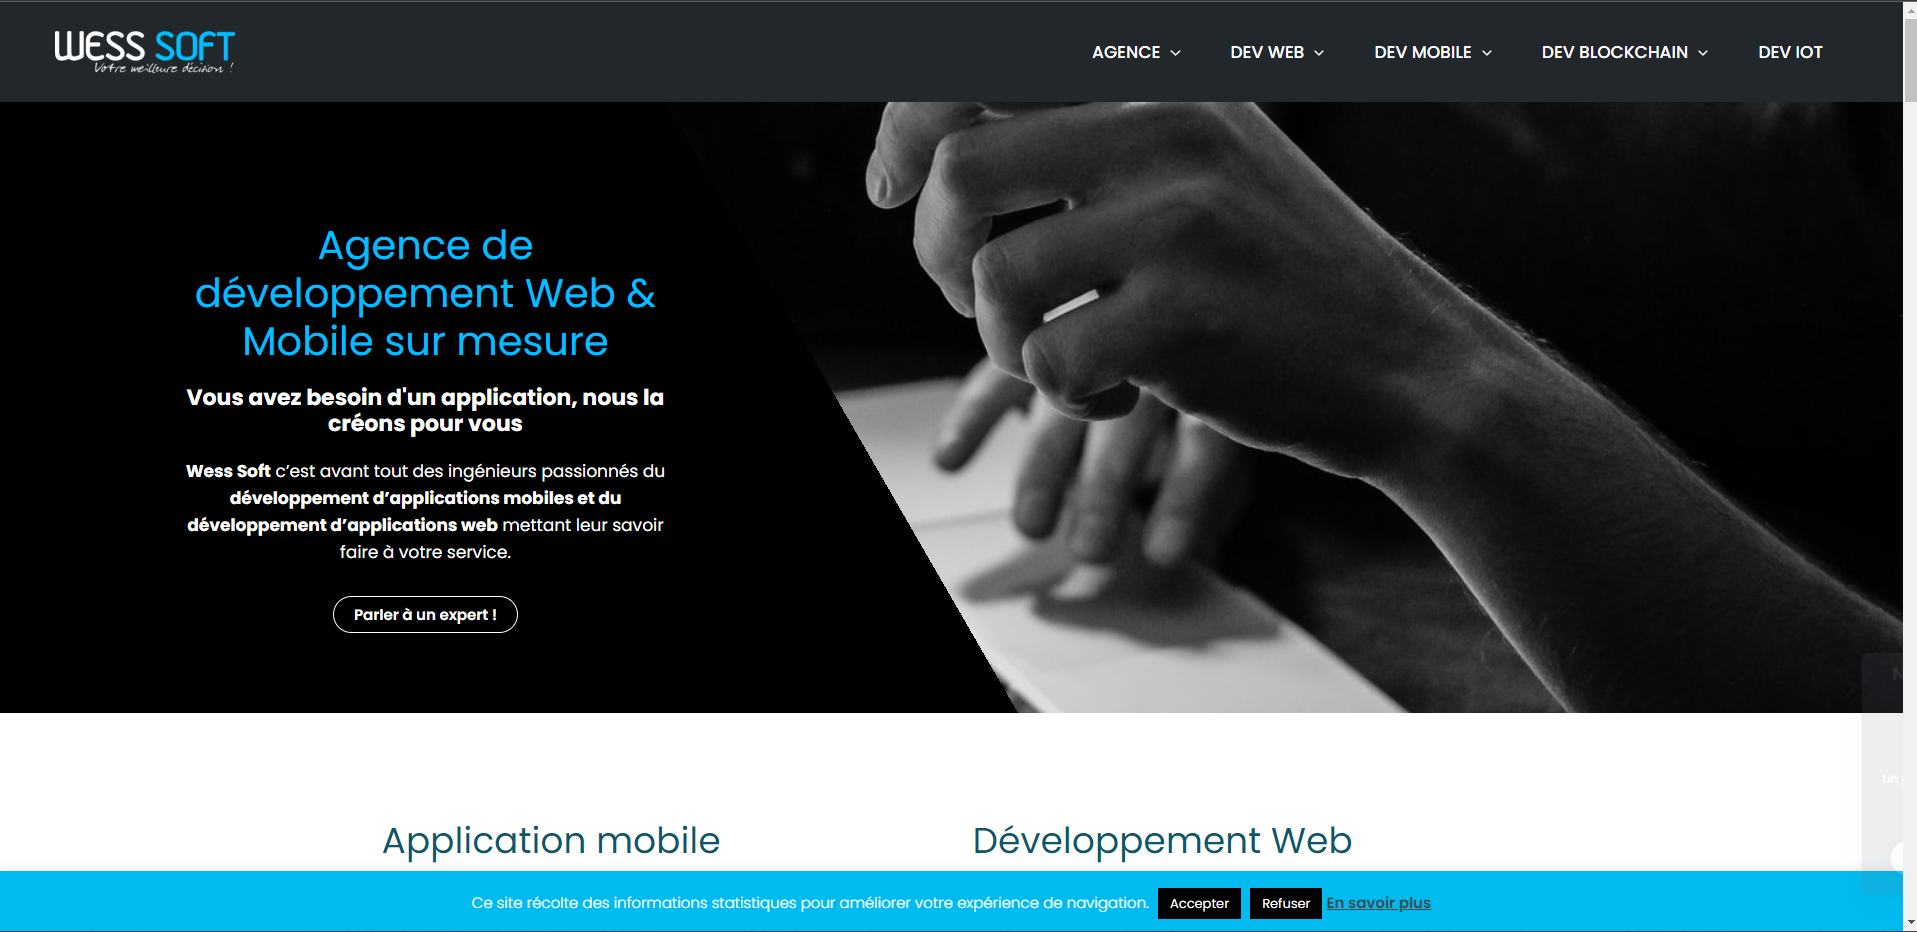 WESS SOFT
Votre meilleure décision !
AGENCE
DEV WEB
DEV MOBILE
DEV BLOCKCHAIN
DEV IOT
Agence de
développement Web &
Mobile sur mesure
Vous avez besoin d'un application, nous la
créons pour vous
Wess Soft c’est avant tout des ingénieurs passionnés du
développement d’applications mobiles et du
développement d’applications web mettant leur savoir
faire à votre service.
Parler à un expert !
Un
Application mobile
Développement Web
Ce site récolte des informations statistiques pour améliorer votre expérience de navigation. Accepter Refuser En savoir plus